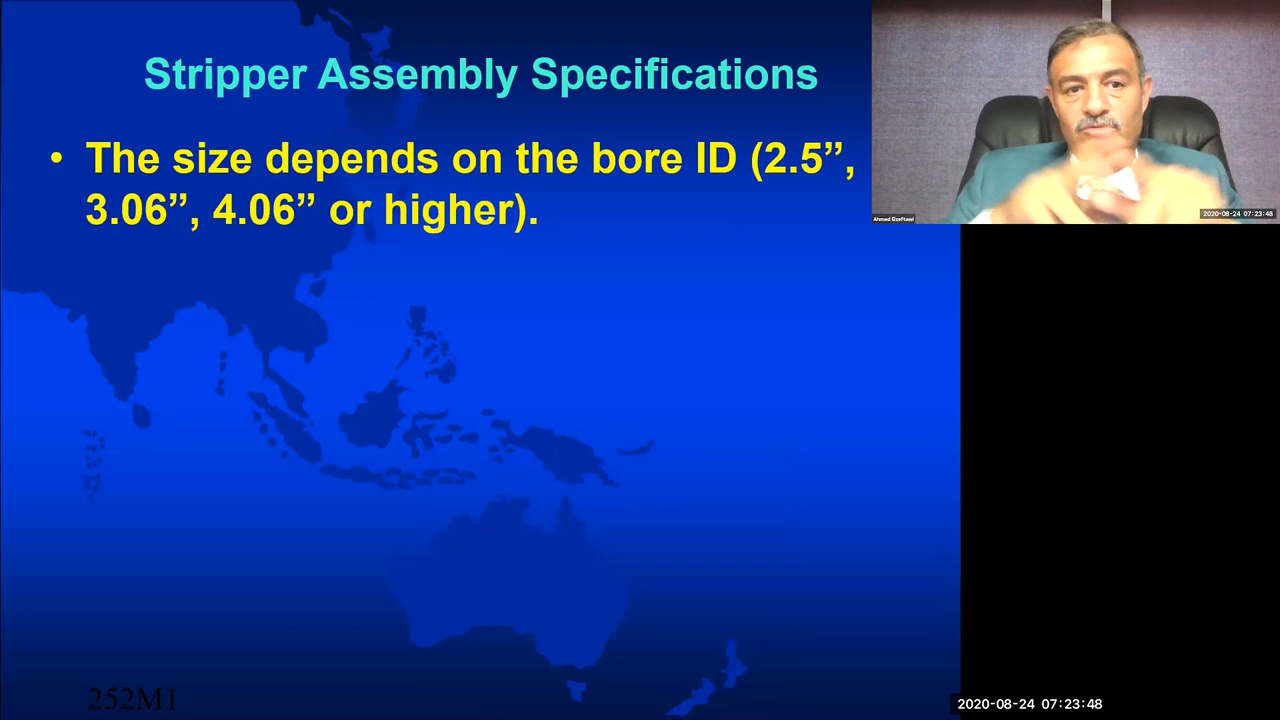 Stripper Assembly Specifications
• The size depends on the bore ID (2.5”,
3.06”, 4.06” or higher).
Ahmed Elzeftawi
2020-08-24 07:23:48
252M1
2020-08-24 07:23:48